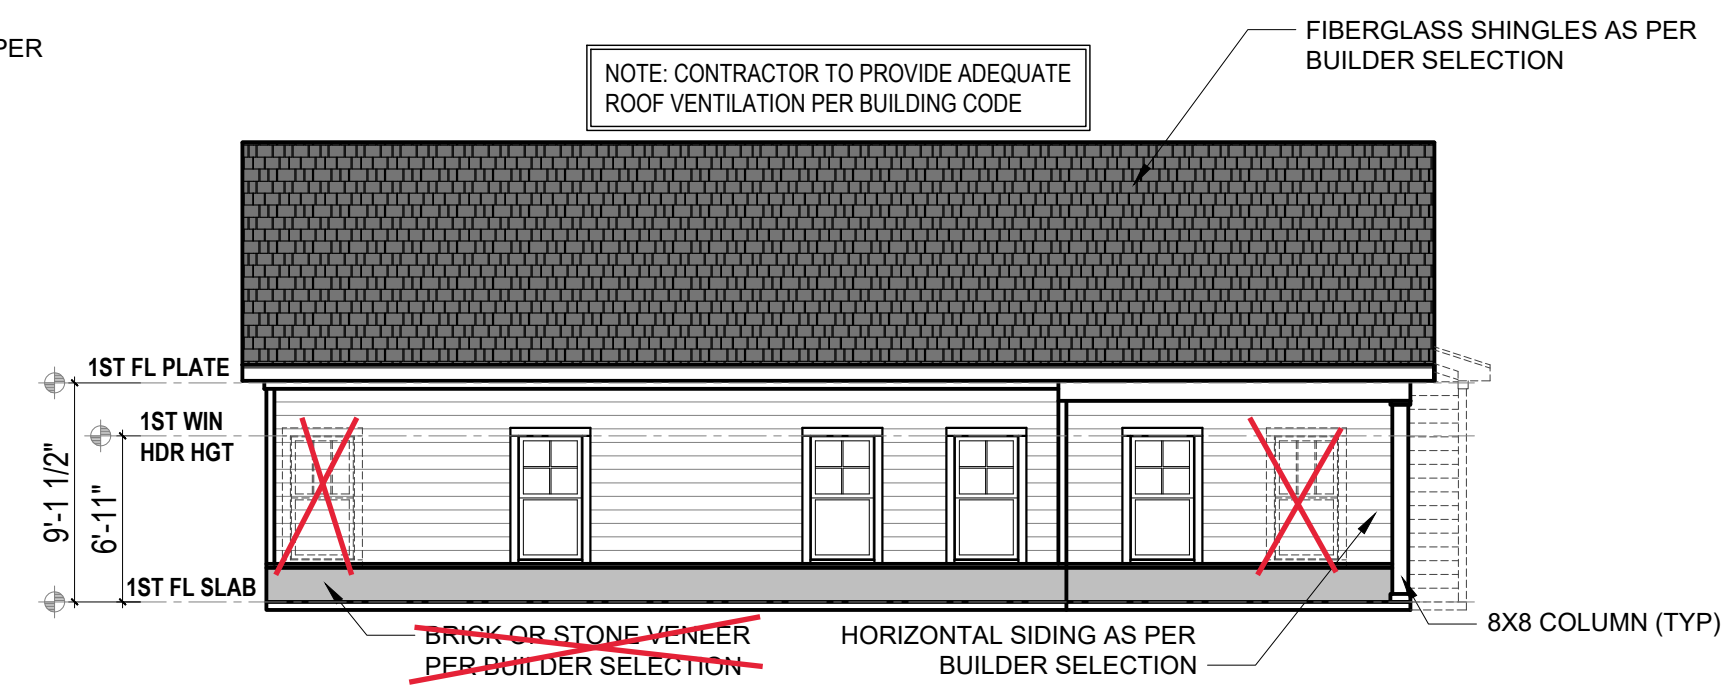 PER
FIBERGLASS SHINGLES AS PER
BUILDER SELECTION
NOTE: CONTRACTOR TO PROVIDE ADEQUATE
ROOF VENTILATION PER BUILDING CODE
1ST FL PLATE
1ST WIN
HDR HGT
9'-1 1/2"
6'-11"
1ST FL SLAB
BRICK OR STONE VENEER
PER BUILDER SELECTION
HORIZONTAL SIDING AS PER
BUILDER SELECTION
8X8 COLUMN (TYP)